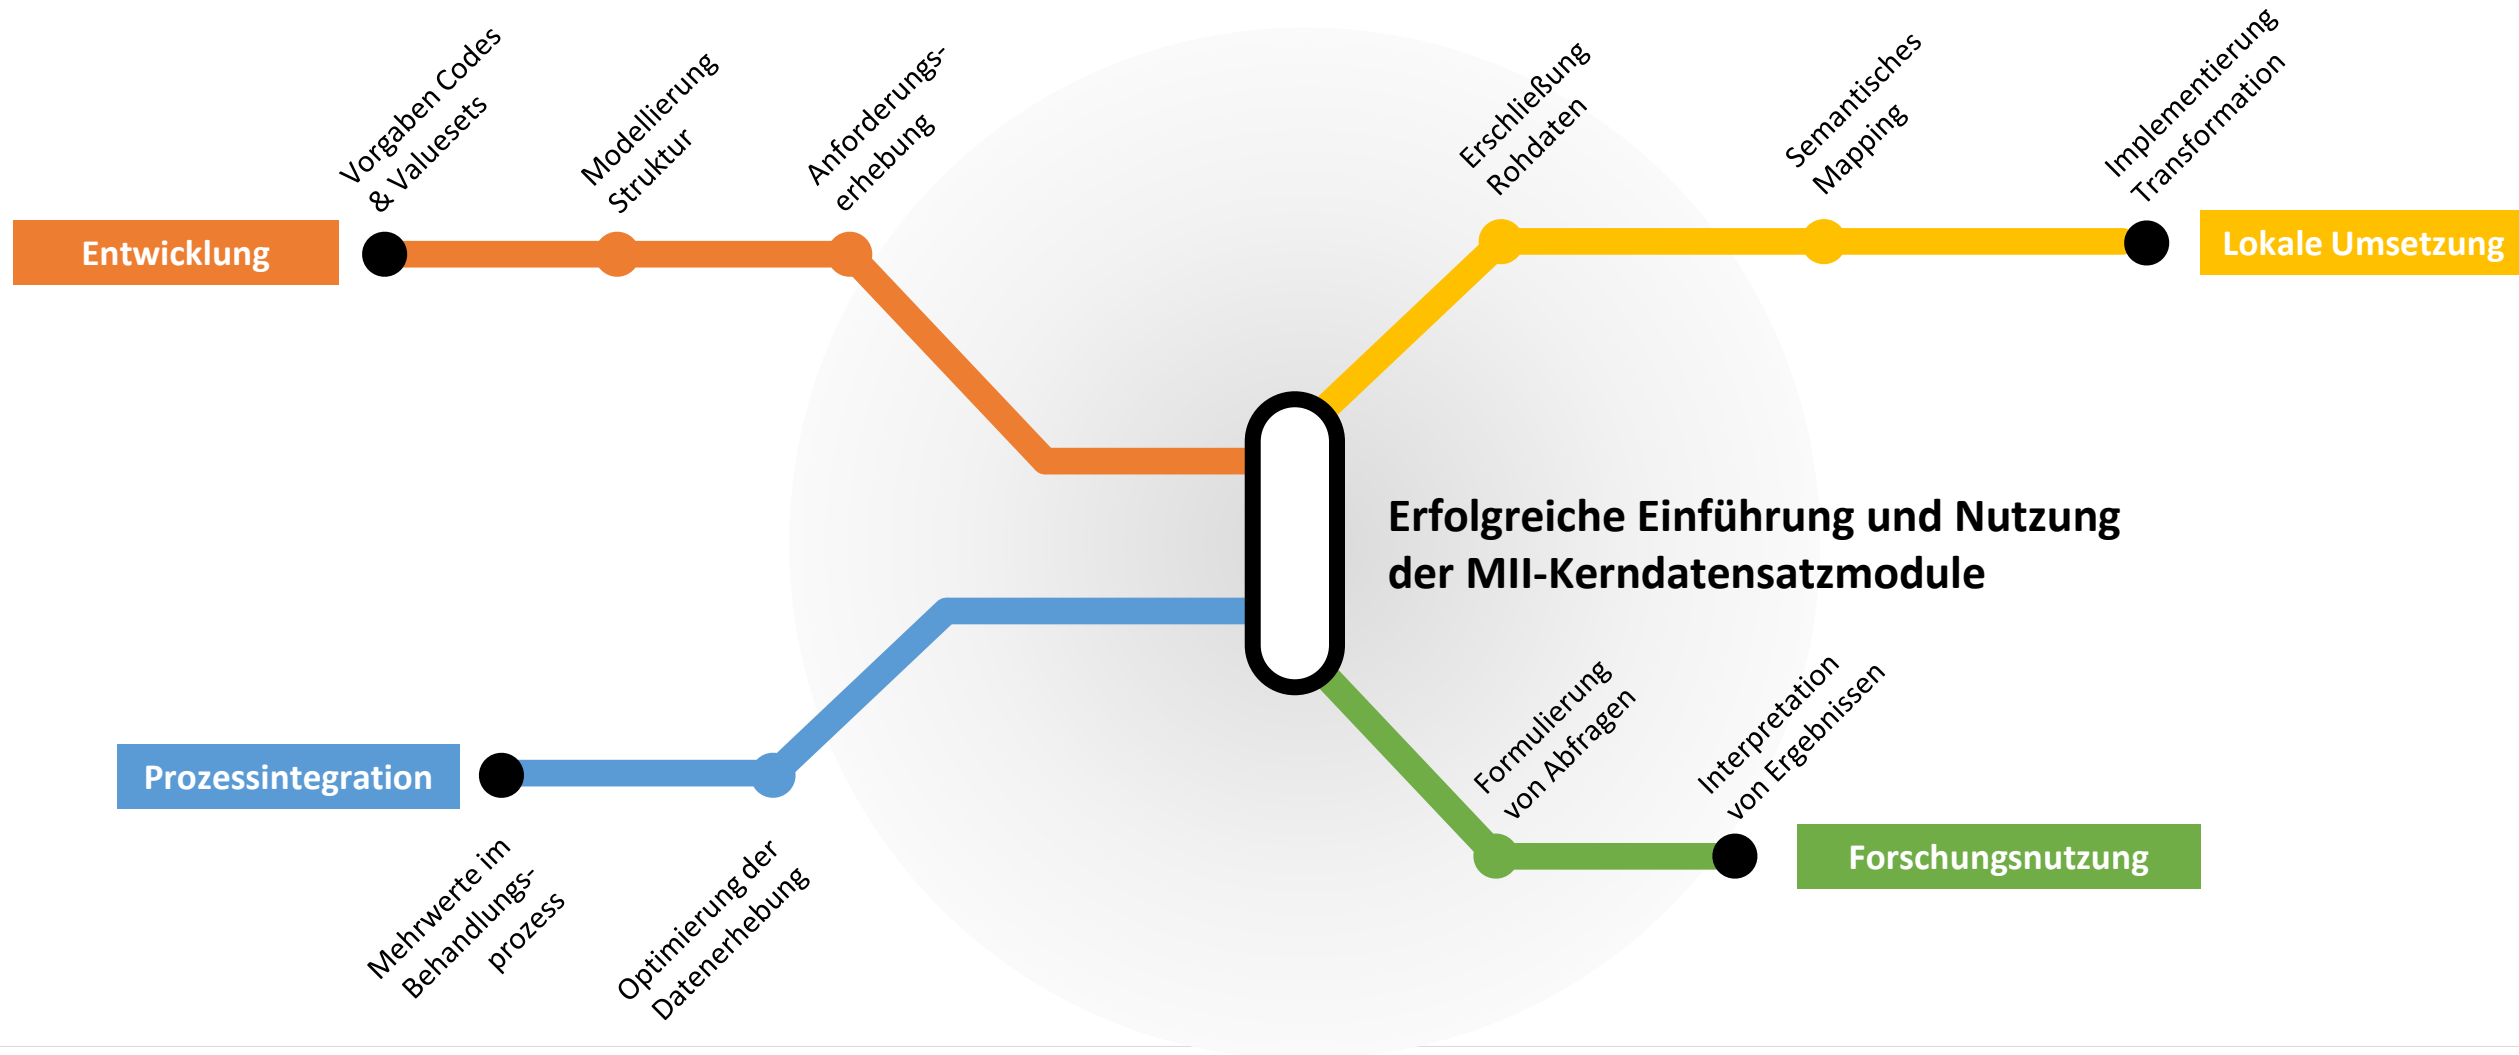 Vorgaben Codes
& Valuesets
Modellierung
Struktur
Anforderungs-
erhebung
Erschließung
Rohdaten
Semantisches
Mapping
Implementierung
Transformation
Entwicklung
Lokale Umsetzung
Erfolgreiche Einführung und Nutzung
der MII-Kerndatensatzmodule
Formulierung
von Abfragen
Interpretation
von Ergebnissen
Prozessintegration
Forschungsnutzung
Mehrwerte im
Behandlungs-
prozess
Optimierung der
Datenerhebung